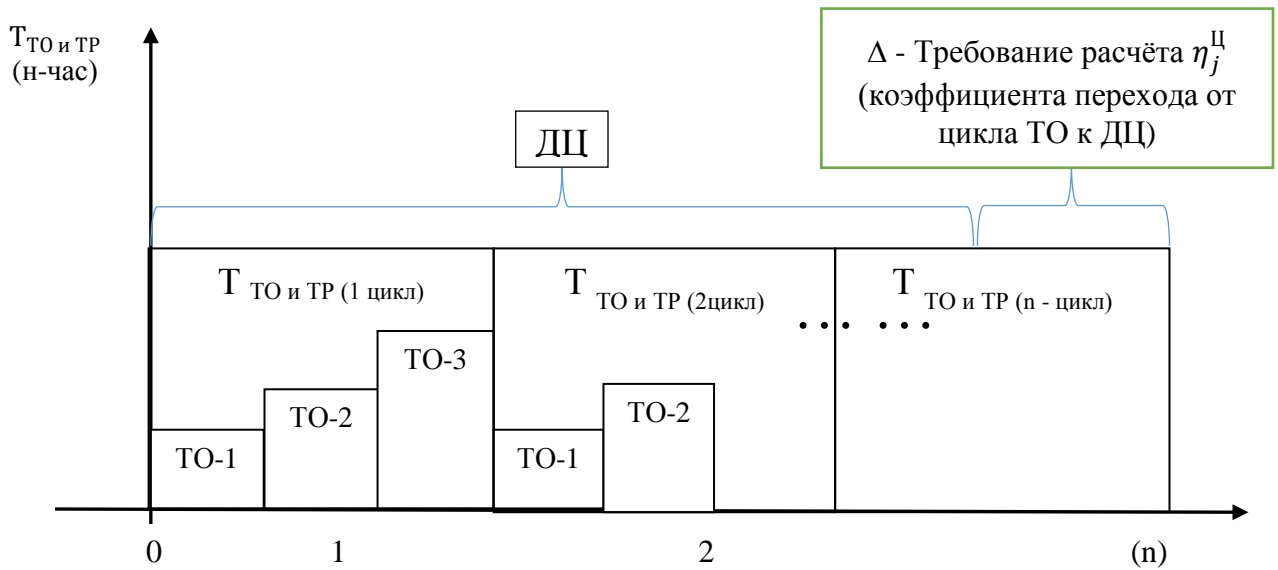 T ТО и ТР
(н-час)
Δ - Требование расчёта η_j^Ц
(коэффициента перехода от
цикла ТО к ДЦ)
ДЦ
T ТО и ТР (1 цикл)
T ТО и ТР (2цикл)
T ТО и ТР (n - цикл)
... ...
ТО-3
ТО-2
ТО-2
ТО-1
ТО-1
0 1 2 (n)